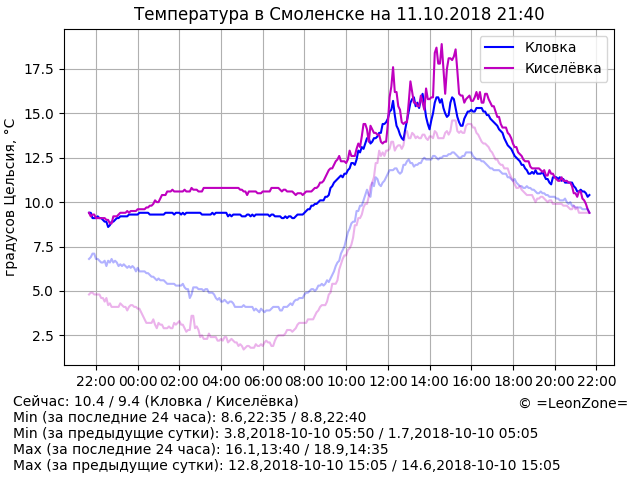 Температура в Смоленске на 11.10.2018 21:40
градусов Цельсия, °C
17.5
15.0
12.5
10.0
7.5
5.0
2.5
Кловка
Киселёвка
22:00 00:00 02:00 04:00 06:00 08:00 10:00 12:00 14:00 16:00 18:00 20:00 22:00
Сейчас: 10.4 / 9.4 (Кловка / Киселёвка)
© =LeonZone=
Min (за последние 24 часа): 8.6,22:35 / 8.8,22:40
Min (за предыдущие сутки): 3.8,2018-10-10 05:50 / 1.7,2018-10-10 05:05
Max (за последние 24 часа): 16.1,13:40 / 18.9,14:35
Max (за предыдущие сутки): 12.8,2018-10-10 15:05 / 14.6,2018-10-10 15:05